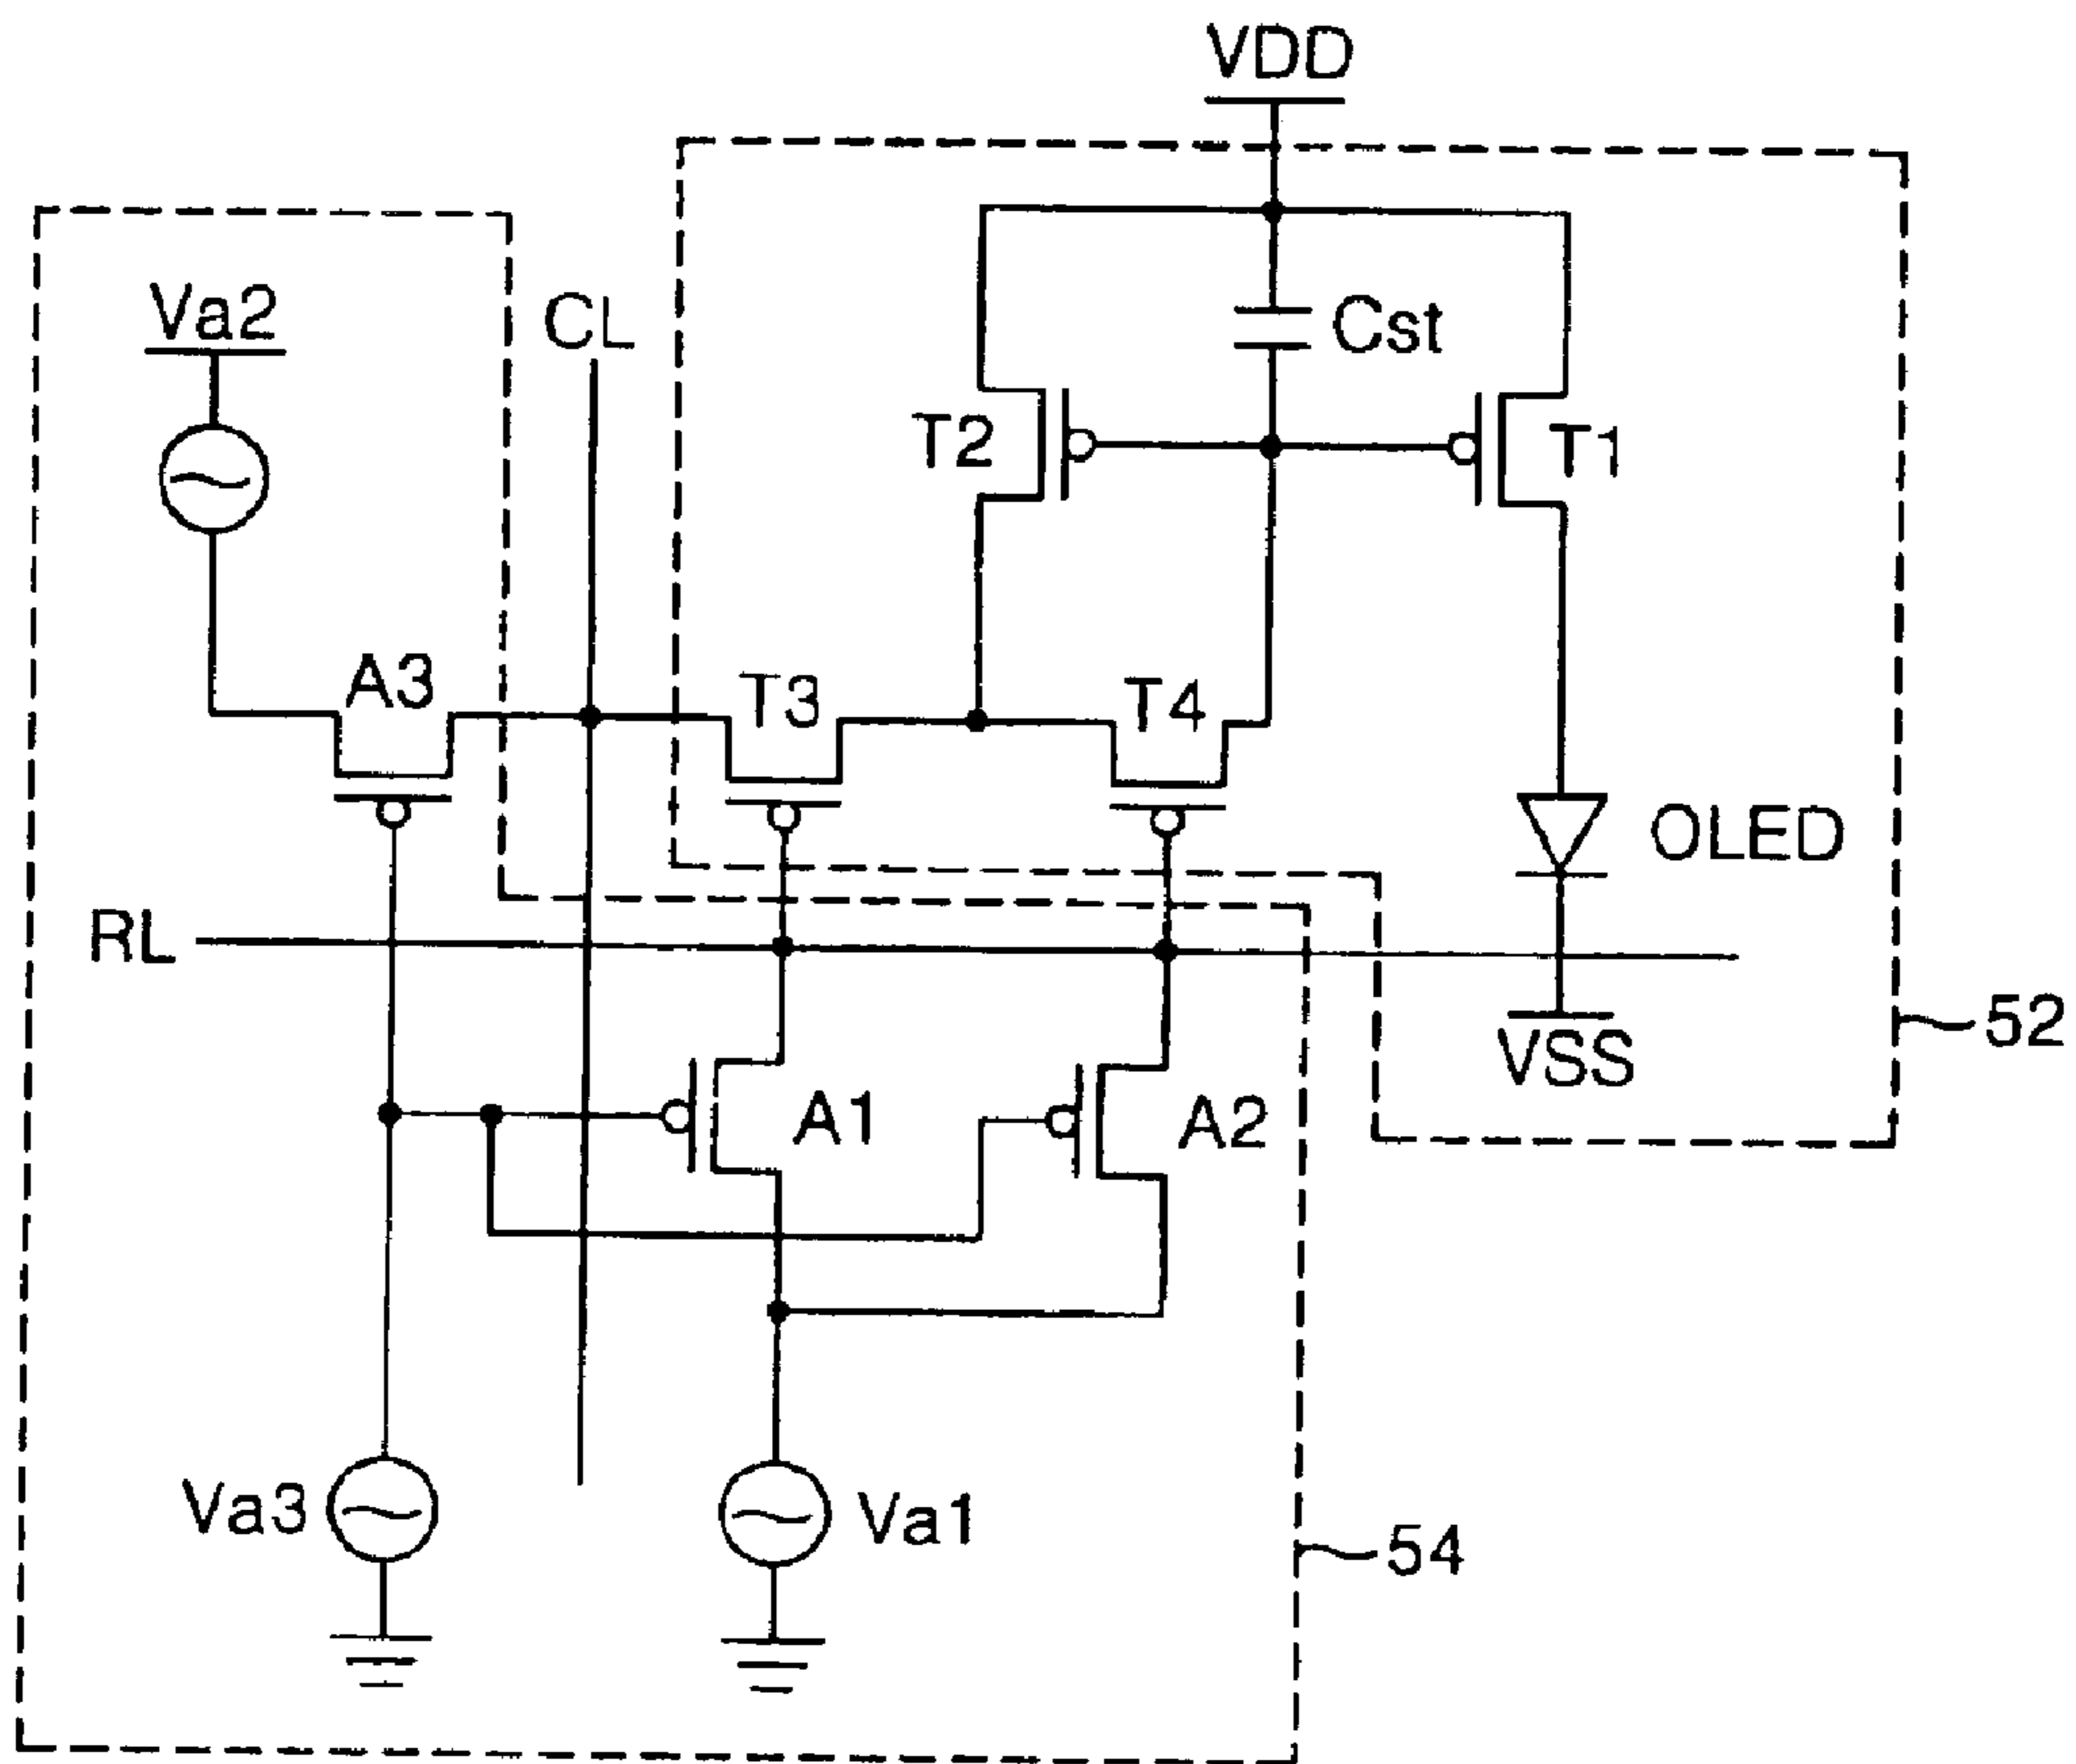 VDD
Va2
CL
Cst
T2
T1
A3
T3
T4
OLED
RL
52
VSS
A1
A2
Va3
Va1
54